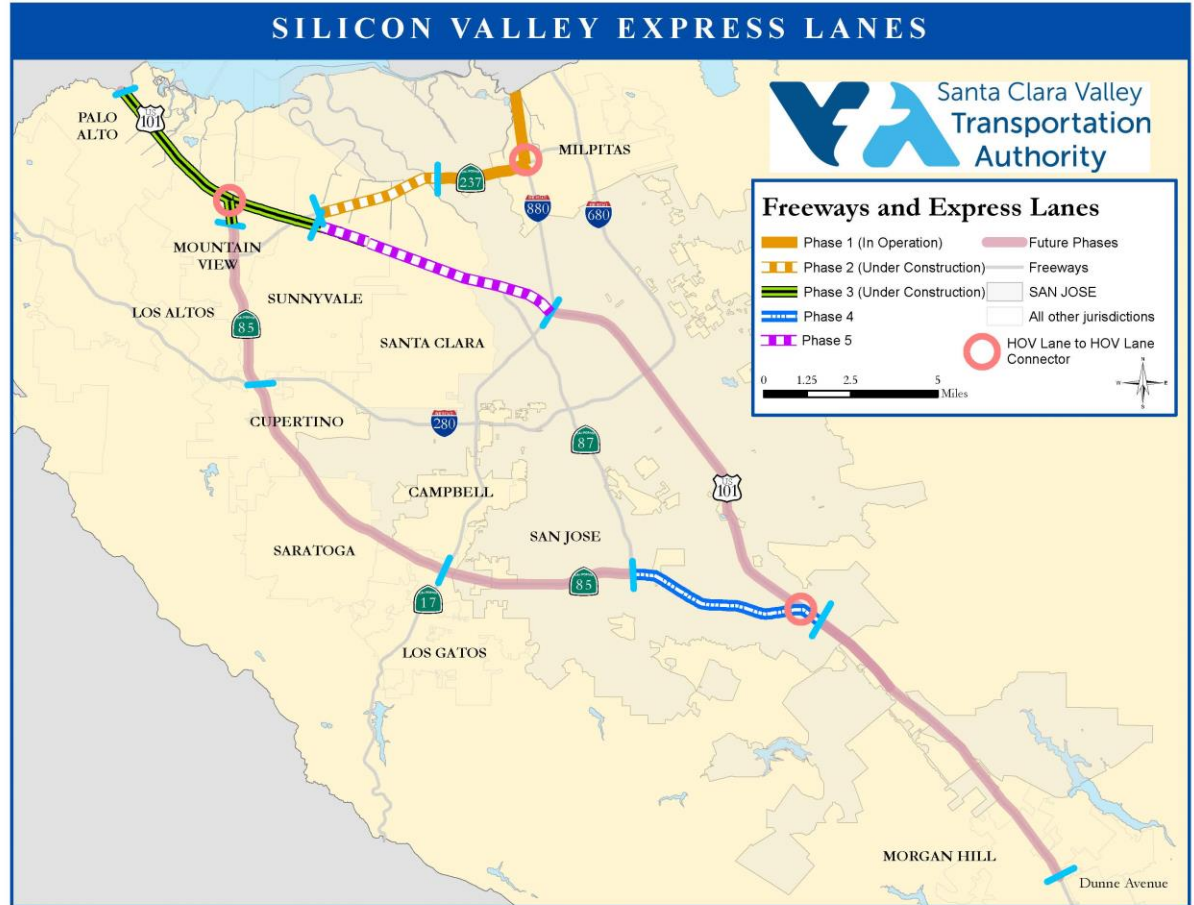 SILICON VALLEY EXPRESS LANES
Santa Clara Valley
Transportation
Authority
PALO
ALTO
US
101
MILPITAS
237
880
680
MOUNTAIN
VIEW
SUNNYVALE
LOS ALTOS
85
SANTA CLARA
CUPERTINO
280
87
CAMPBELL
US
101
SARATOGA
SAN JOSE
85
17
LOS GATOS
MORGAN HILL
Dunne Avenue
Freeways and Express Lanes
Phase 1 (In Operation)
Phase 2 (Under Construction)
Phase 3 (Under Construction)
Phase 4
Phase 5
Future Phases
Freeways
SAN JOSE
All other jurisdictions
HOV Lane to HOV Lane
Connector
0 1.25 2.5 5
Miles
N
W E
S